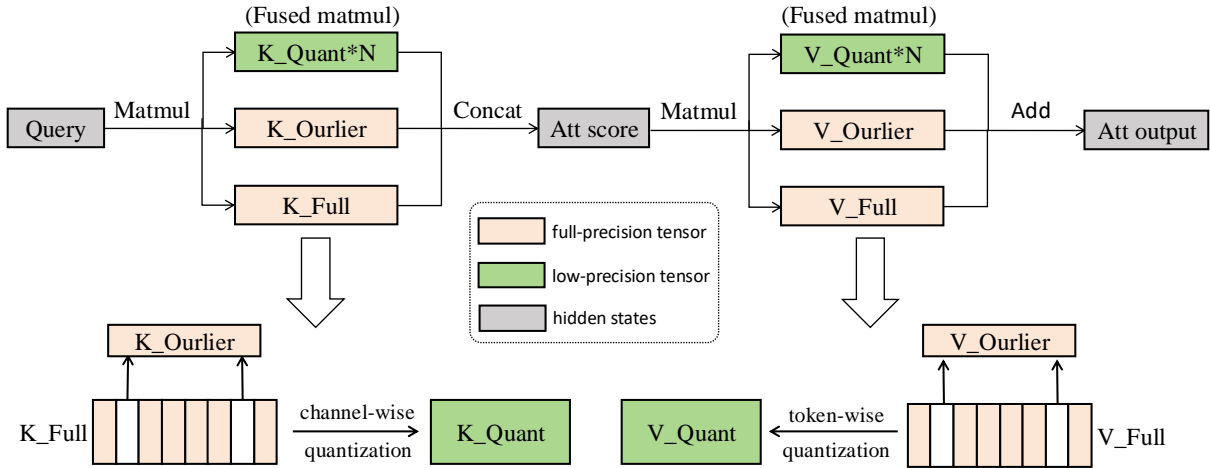 (Fused matmul)
(Fused matmul)
K_Quant*N
V_Quant*N
Query
Matmul
K_Ourlier
Concat
Att score
Matmul
V_Ourlier
Add
Att output
K_Full
V_Full
full-precision tensor
low-precision tensor
hidden states
K_Ourlier
V_Ourlier
K_Full
channel-wise
quantization
K_Quant
V_Quant
token-wise
quantization
V_Full